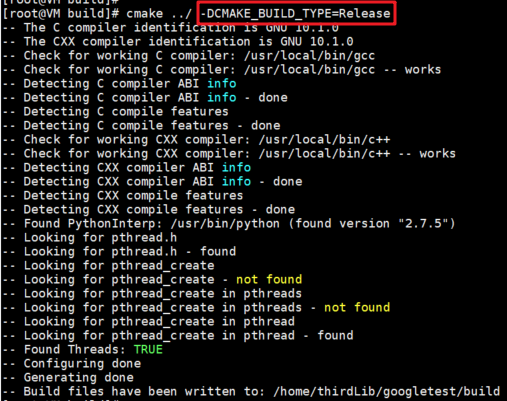 [root@VM build]#
[root@VM build]# cmake ../ -DCMAKE_BUILD_TYPE=Release
-- The C compiler identification is GNU 10.1.0
-- The CXX compiler identification is GNU 10.1.0
-- Check for working C compiler: /usr/local/bin/gcc
-- Check for working C compiler: /usr/local/bin/gcc -- works
-- Detecting C compiler ABI info
-- Detecting C compiler ABI info - done
-- Detecting C compile features
-- Detecting C compile features - done
-- Check for working CXX compiler: /usr/local/bin/c++
-- Check for working CXX compiler: /usr/local/bin/c++ -- works
-- Detecting CXX compiler ABI info
-- Detecting CXX compiler ABI info - done
-- Detecting CXX compile features
-- Detecting CXX compile features - done
-- Found PythonInterp: /usr/bin/python (found version "2.7.5")
-- Looking for pthread.h
-- Looking for pthread.h - found
-- Looking for pthread_create
-- Looking for pthread_create - not found
-- Looking for pthread_create in pthreads
-- Looking for pthread_create in pthreads - not found
-- Looking for pthread_create in pthread
-- Looking for pthread_create in pthread - found
-- Found Threads: TRUE
-- Configuring done
-- Generating done
-- Build files have been written to: /home/thirdLib/googletest/build